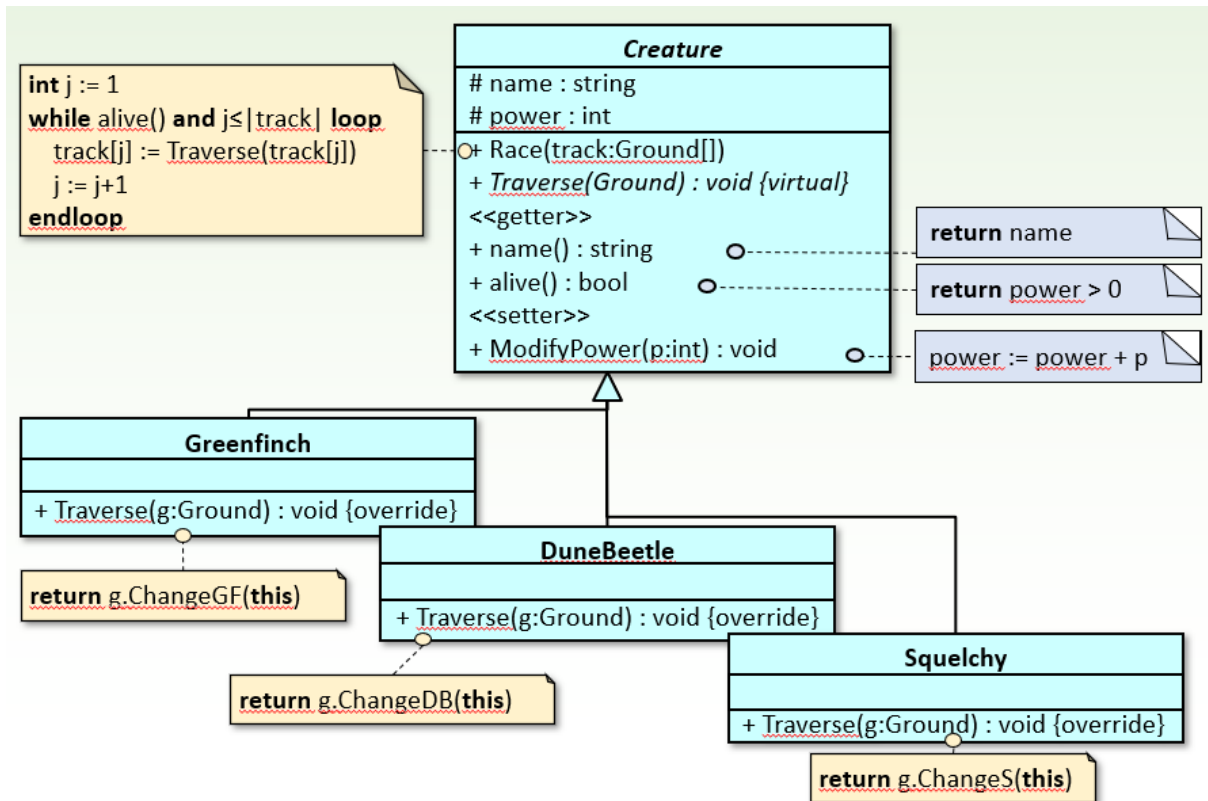 Creature
# name : string
# power : int
+ Race(track:Ground[])
+ Traverse(Ground) : void {virtual}
<<getter>>
+ name() : string
+ alive() : bool
<<setter>>
+ ModifyPower(p:int) : void
int j := 1
while alive() and j≤|track| loop
track[j] := Traverse(track[j])
j := j+1
endloop
return name
return power > 0
power := power + p
Greenfinch
+ Traverse(g:Ground) : void {override}
return g.ChangeGF(this)
DuneBeetle
+ Traverse(g:Ground) : void {override}
return g.ChangeDB(this)
Squelchy
+ Traverse(g:Ground) : void {override}
return g.ChangeS(this)